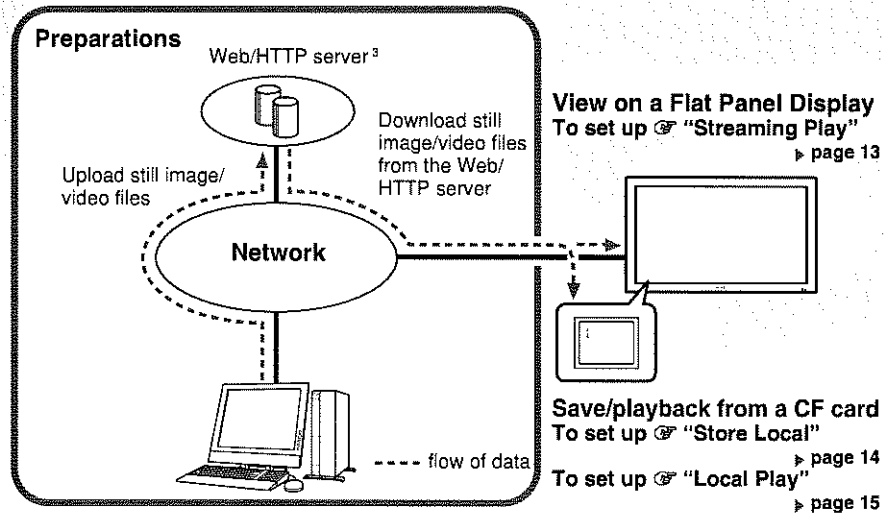 Preparations
Web/HTTP server 3
Download still
image/video files
from the Web/
HTTP server
Upload still image/
video files
Network
flow of data
View on a Flat Panel Display
To set up ☞ “Streaming Play”
▶ page 13
Save/playback from a CF card
To set up ☞ “Store Local”
▶ page 14
To set up ☞ “Local Play”
▶ page 15